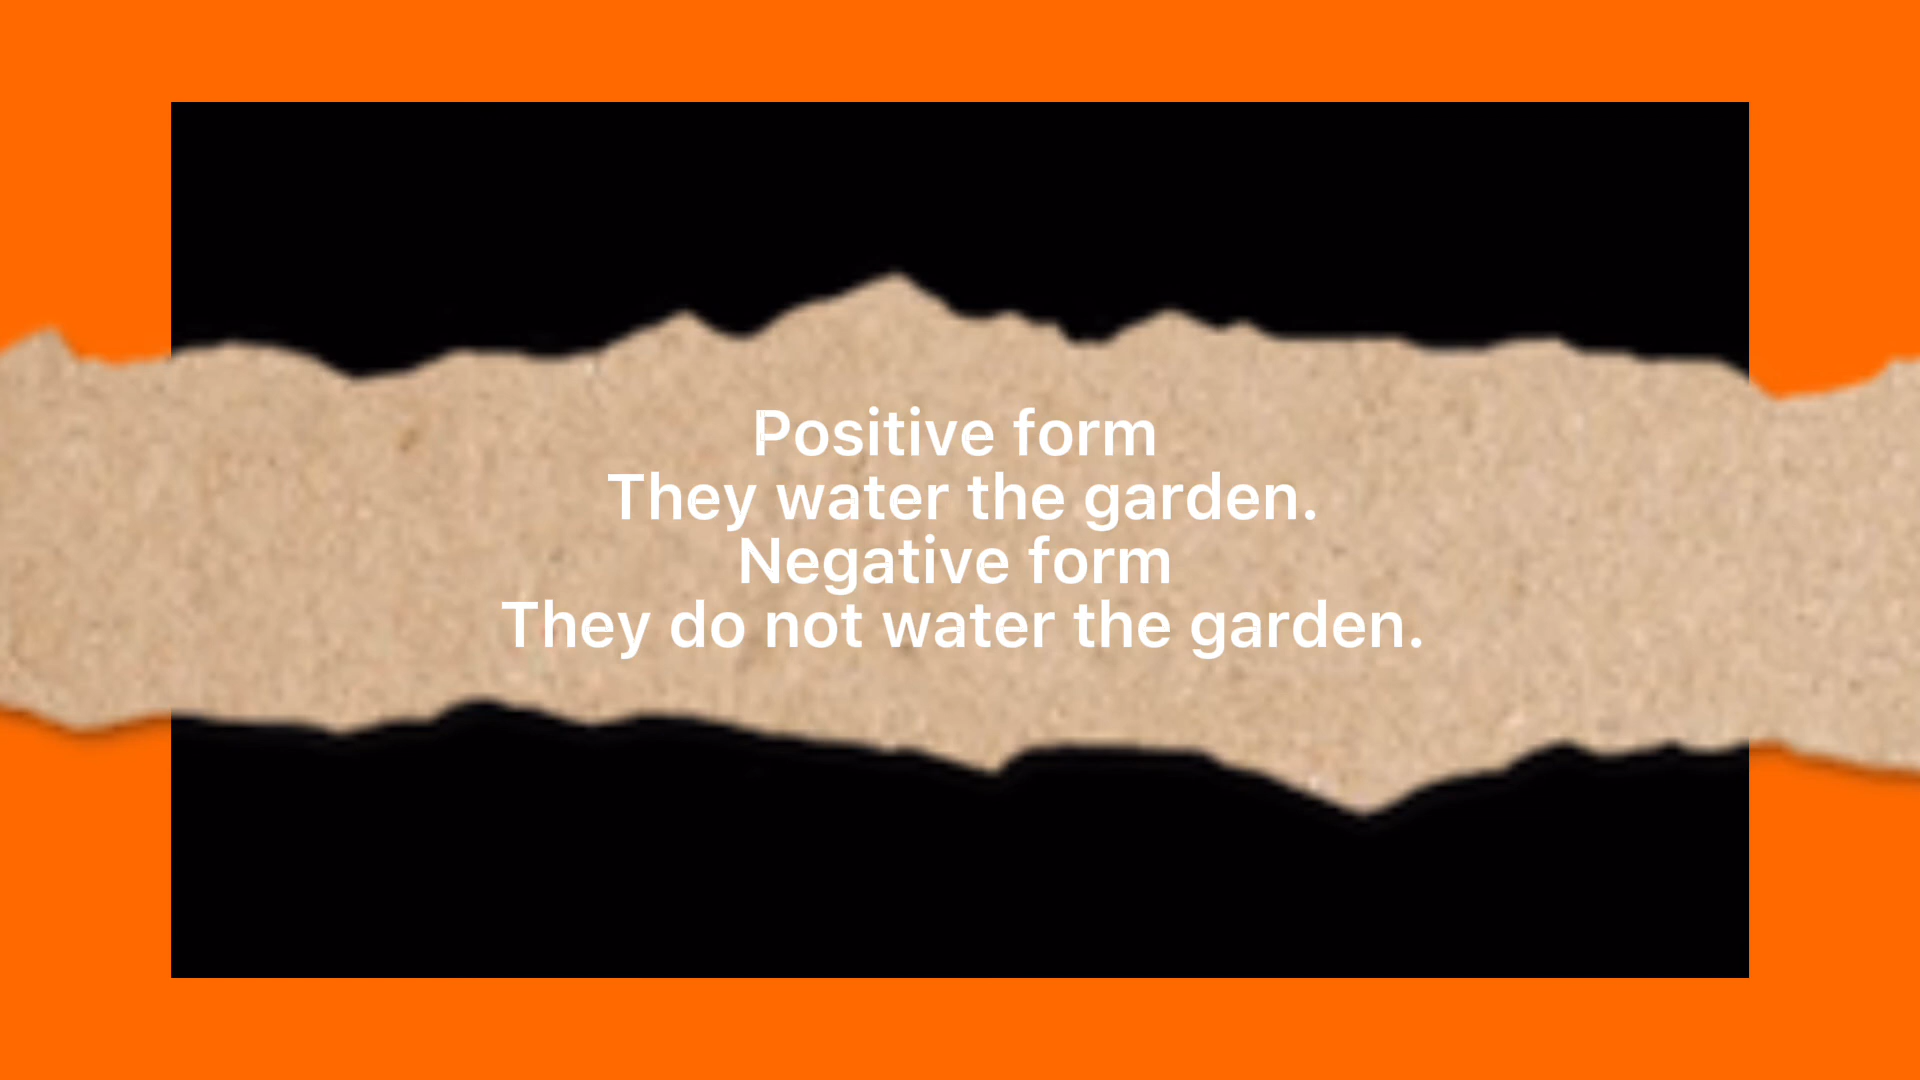 Positive form
They water the garden.
Negative form
They do not water the garden.